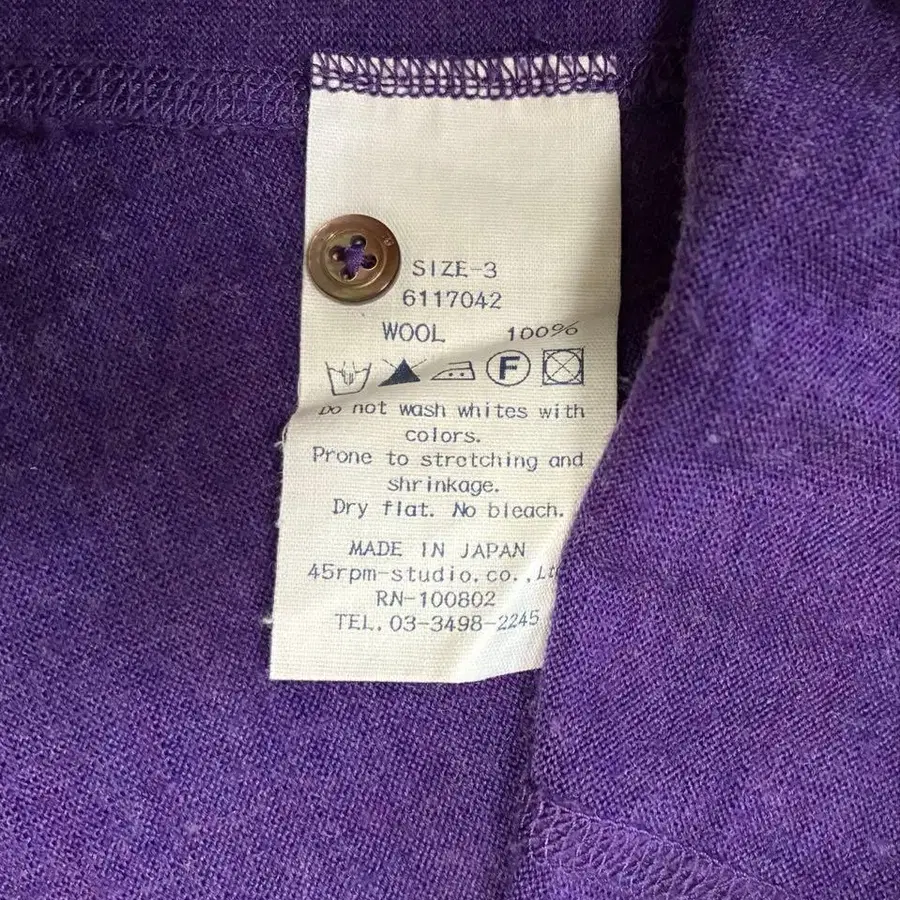 SIZE-3
6117042
WOOL 100%
F
Do not wash whites with
colors.
Prone to stretching and
shrinkage.
Dry flat. No bleach.
MADE IN JAPAN
45rpm-studio.co.,Lt
RN-100802
TEL.03-3498-2245